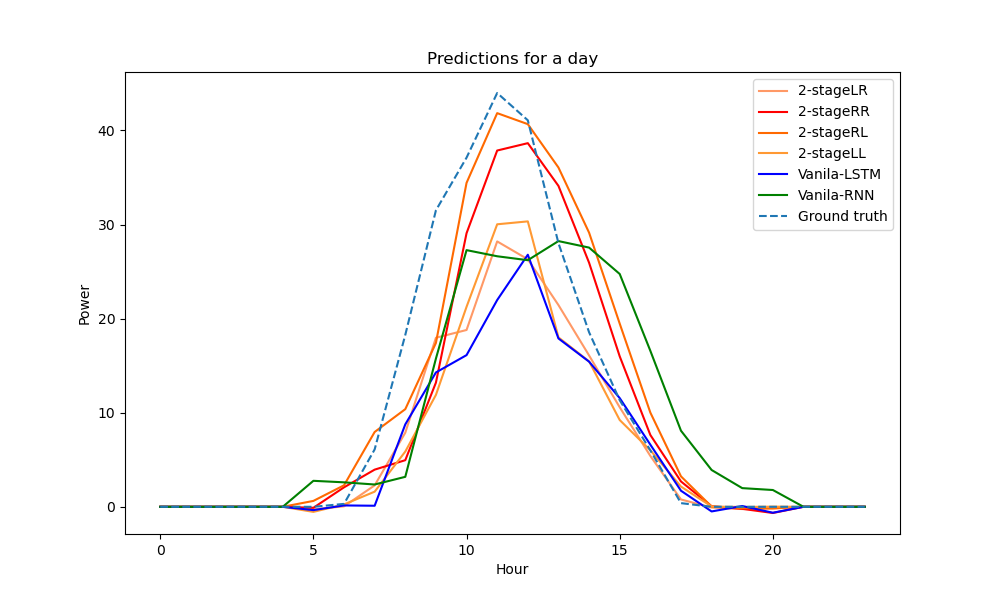 Predictions for a day
2-stageLR
2-stageRR
2-stageRL
2-stageLL
Vanila-LSTM
Vanila-RNN
Ground truth
Power
40
30
20
10
0
0 5 10 15 20
Hour